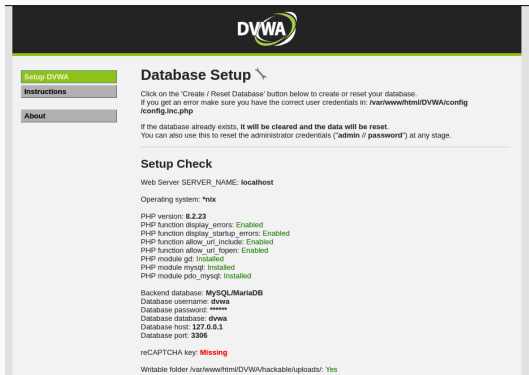 DVWA
Setup DVWA
Instructions
About
Database Setup
Click on the 'Create / Reset Database' button below to create or reset your database.
If you get an error make sure you have the correct user credentials in: /var/www/html/DVWA/config
/config.inc.php
If the database already exists, it will be cleared and the data will be reset.
You can also use this to reset the administrator credentials ("admin // password") at any stage.
Setup Check
Web Server SERVER_NAME: localhost
Operating system: *nix
PHP version: 8.2.23
PHP function display_errors: Enabled
PHP function display_startup_errors: Enabled
PHP function allow_url_include: Enabled
PHP function allow_url_fopen: Enabled
PHP module gd: Installed
PHP module mysql: Installed
PHP module pdo_mysql: Installed
Backend database: MySQL/MariaDB
Database username: dvwa
Database password: ******
Database database: dvwa
Database host: 127.0.0.1
Database port: 3306
reCAPTCHA key: Missing
Writable folder /var/www/html/DVWA/hackable/uploads/: Yes